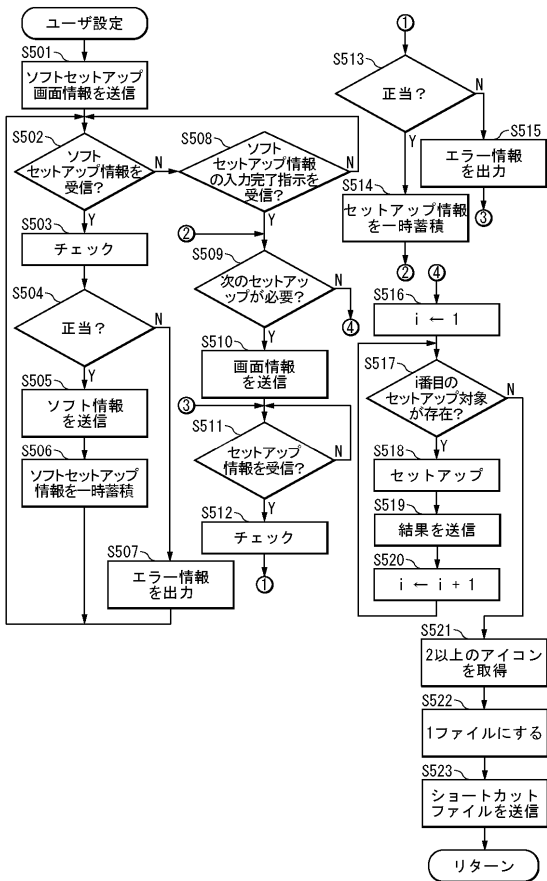 ユーザ設定
S501
ソフトセットアップ
画面情報を送信
S502
ソフト
セットアップ情報を
受信?
N
Y
S503
チェック
S504
正当?
N
Y
S505
ソフト情報
を送信
S506
ソフトセットアップ
情報を一時蓄積
S507
エラー情報
を出力
S508
ソフト
セットアップ情報
の入力完了指示を
受信?
N
Y
②
S509
次のセットアッ
ップが必要?
N
④
Y
S510
画面情報
を送信
③
S511
セットアップ
情報を受信?
N
Y
S512
チェック
①
①
S513
正当?
N
Y
S515
エラー情報
を出力
③
S514
セットアップ情報
を一時蓄積
②
④
S516
i ← 1
S517
i番目の
セットアップ対象
が存在?
N
Y
S518
セットアップ
S519
結果を送信
S520
i ← i + 1
S521
2以上のアイコン
を取得
S522
1ファイルにする
S523
ショートカット
ファイルを送信
リターン